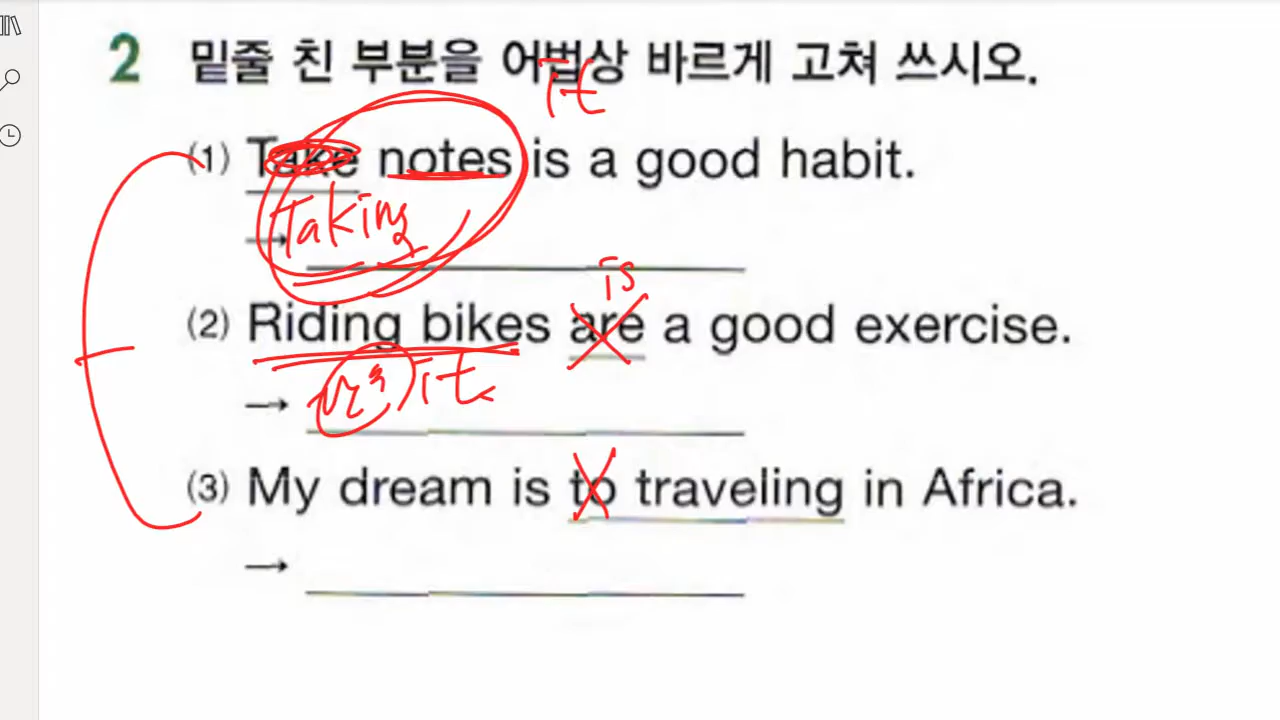 2 밑줄 친 부분을 어법상 바르게 고쳐 쓰시오.
it
(1) Take notes is a good habit.
→ Taking
is
(2) Riding bikes are a good exercise.
→ it
(3) My dream is to traveling in Africa.
→